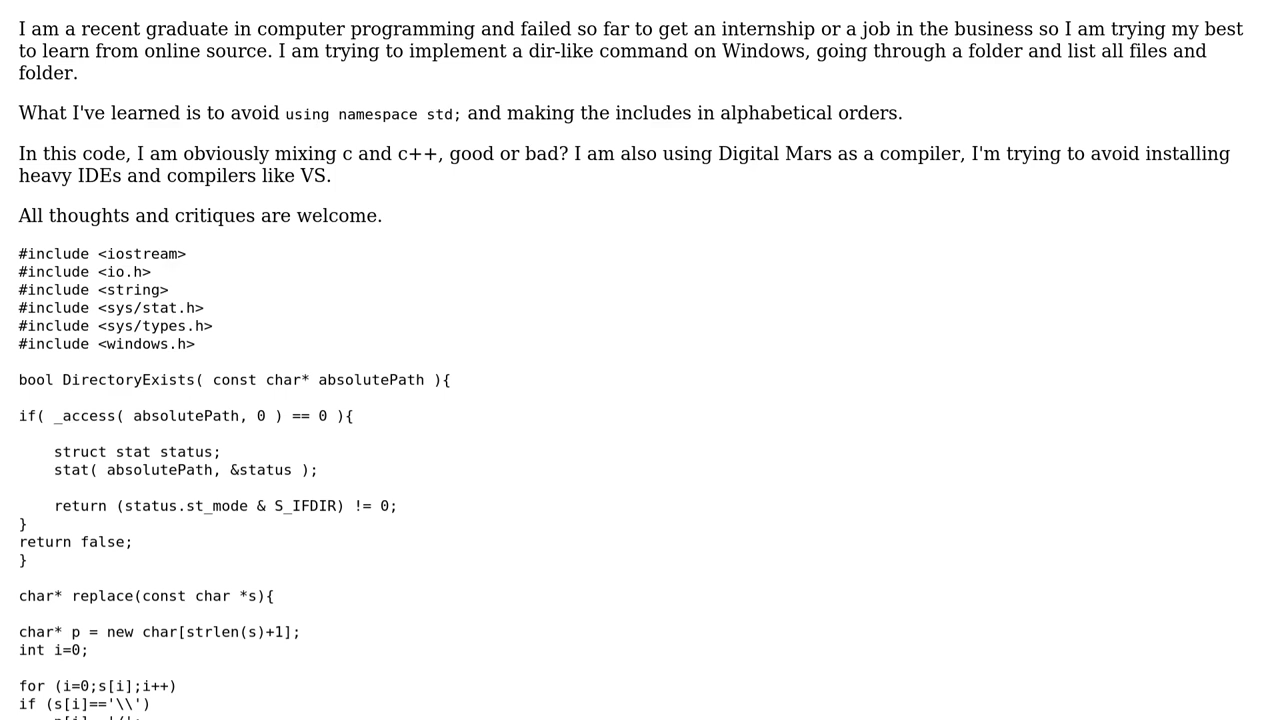 I am a recent graduate in computer programming and failed so far to get an internship or a job in the business so I am trying my best
to learn from online source. I am trying to implement a dir-like command on Windows, going through a folder and list all files and
folder.
What I've learned is to avoid using namespace std; and making the includes in alphabetical orders.
In this code, I am obviously mixing c and c++, good or bad? I am also using Digital Mars as a compiler, I'm trying to avoid installing
heavy IDEs and compilers like VS.
All thoughts and critiques are welcome.
#include <iostream>
#include <io.h>
#include <string>
#include <sys/stat.h>
#include <sys/types.h>
#include <windows.h>
bool DirectoryExists( const char* absolutePath ){
if( _access( absolutePath, 0 ) == 0 ){
    struct stat status;
    stat( absolutePath, &status );
    return (status.st_mode & S_IFDIR) != 0;
}
return false;
}
char* replace(const char *s){
char* p = new char[strlen(s)+1];
int i=0;
for (i=0;s[i];i++)
if (s[i]=='\\')